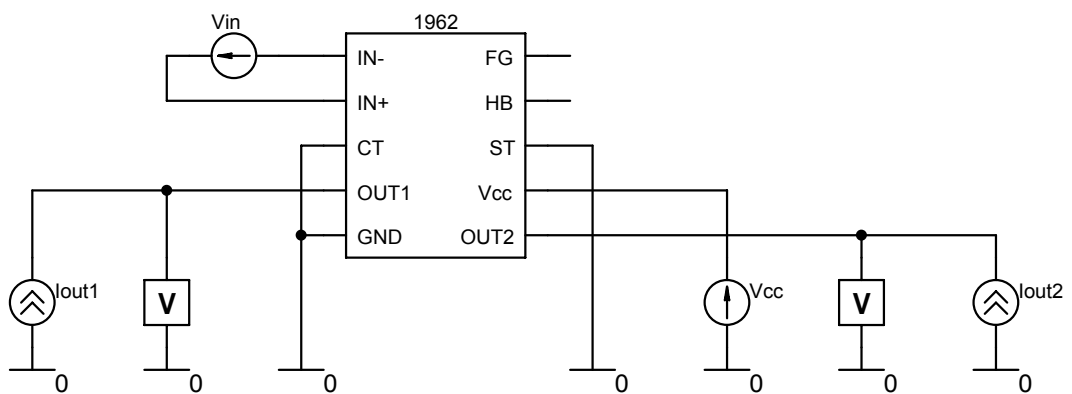 Vin
1962
IN-
FG
IN+
HB
CT
ST
OUT1
Vcc
GND
OUT2
Iout1
V
Vcc
V
Iout2
0
0
0
0
0
0
0